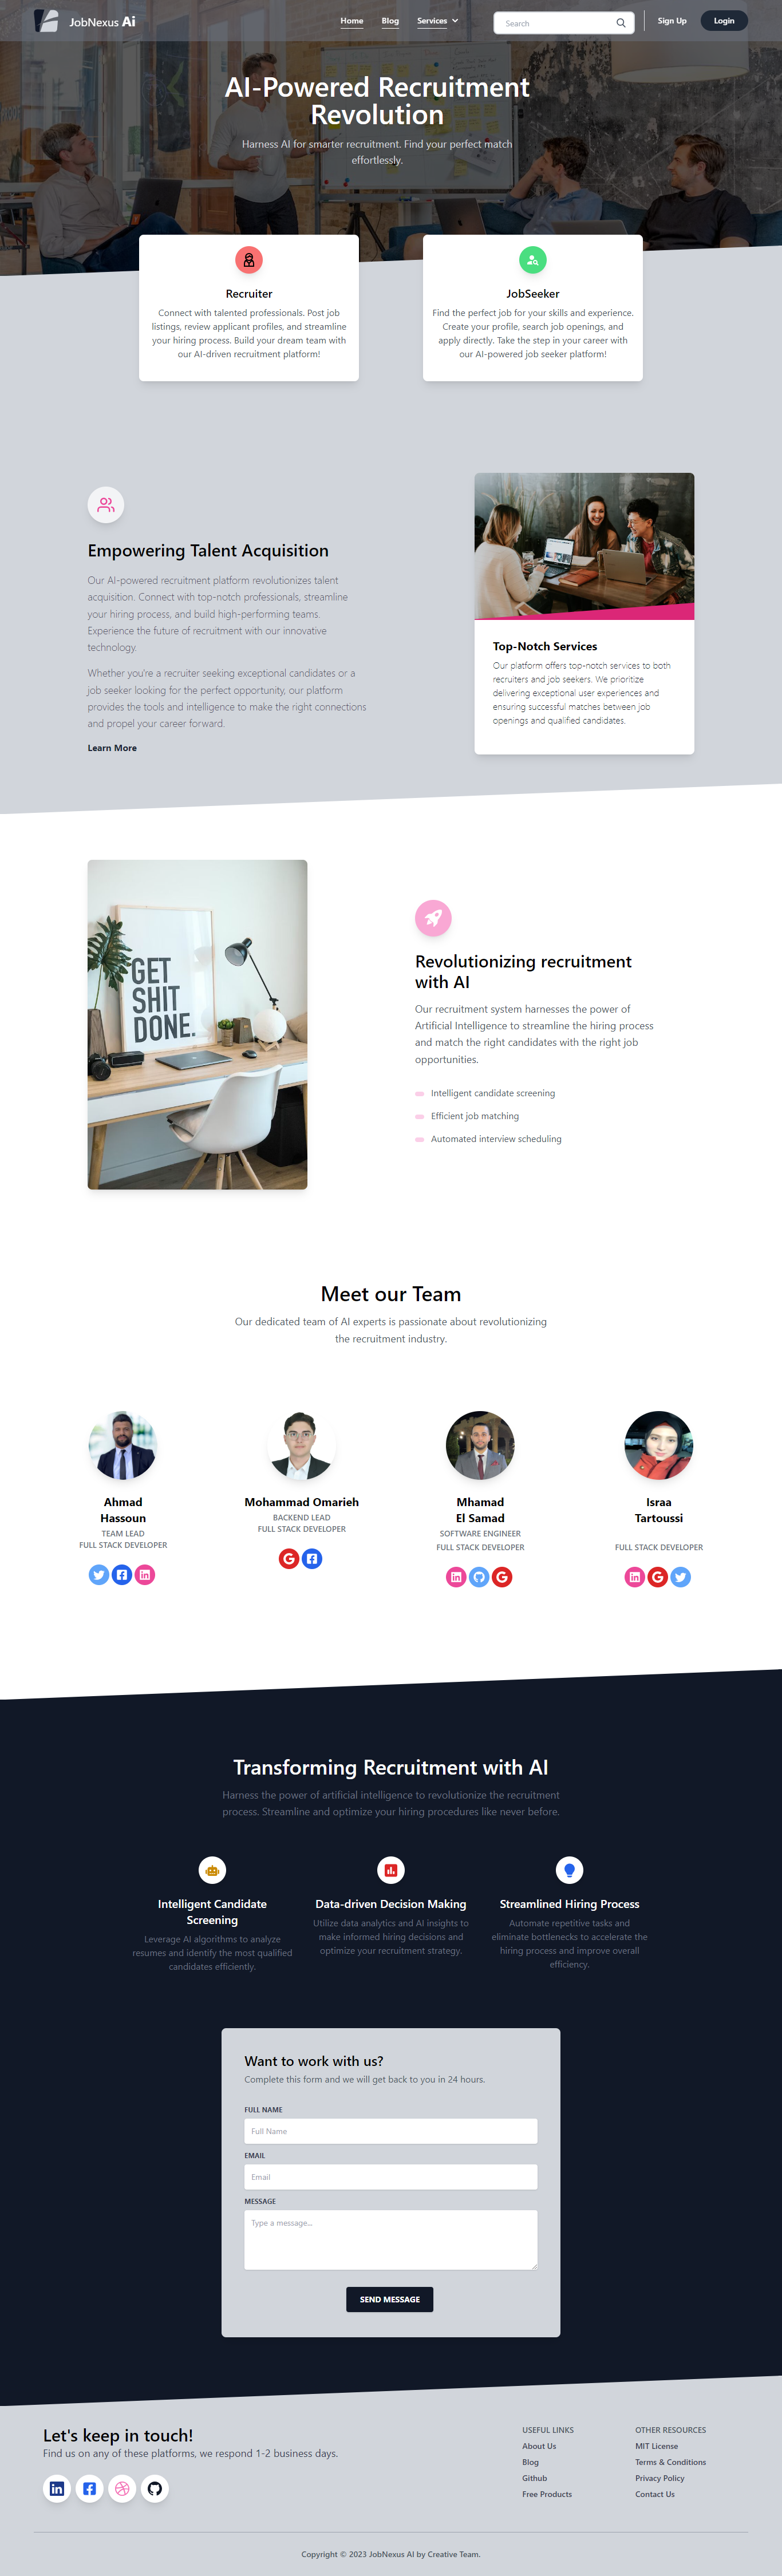 JobNexus Ai
Home
Blog
Services
Search
Sign Up
Login
AI-Powered Recruitment
Revolution
Harness AI for smarter recruitment. Find your perfect match
effortlessly.
Recruiter
Connect with talented professionals. Post job
listings, review applicant profiles, and streamline
your hiring process. Build your dream team with
our AI-driven recruitment platform!
JobSeeker
Find the perfect job for your skills and experience.
Create your profile, search job openings, and
apply directly. Take the step in your career with
our AI-powered job seeker platform!
Empowering Talent Acquisition
Our AI-powered recruitment platform revolutionizes talent
acquisition. Connect with top-notch professionals, streamline
your hiring process, and build high-performing teams.
Experience the future of recruitment with our innovative
technology.
Whether you're a recruiter seeking exceptional candidates or a
job seeker looking for the perfect opportunity, our platform
provides the tools and intelligence to make the right connections
and propel your career forward.
Learn More
Top-Notch Services
Our platform offers top-notch services to both
recruiters and job seekers. We prioritize
delivering exceptional user experiences and
ensuring successful matches between job
openings and qualified candidates.
GET
SHIT
DONE.
Revolutionizing recruitment
with AI
Our recruitment system harnesses the power of
Artificial Intelligence to streamline the hiring process
and match the right candidates with the right job
opportunities.
Intelligent candidate screening
Efficient job matching
Automated interview scheduling
Meet our Team
Our dedicated team of AI experts is passionate about revolutionizing
the recruitment industry.
Ahmad
Hassoun
TEAM LEAD
FULL STACK DEVELOPER
Mohammad Omarieh
BACKEND LEAD
FULL STACK DEVELOPER
Mhamad
El Samad
SOFTWARE ENGINEER
FULL STACK DEVELOPER
Israa
Tartoussi
FULL STACK DEVELOPER
Transforming Recruitment with AI
Harness the power of artificial intelligence to revolutionize the recruitment
process. Streamline and optimize your hiring procedures like never before.
Intelligent Candidate
Screening
Leverage AI algorithms to analyze
resumes and identify the most qualified
candidates efficiently.
Data-driven Decision Making
Utilize data analytics and AI insights to
make informed hiring decisions and
optimize your recruitment strategy.
Streamlined Hiring Process
Automate repetitive tasks and
eliminate bottlenecks to accelerate the
hiring process and improve overall
efficiency.
Want to work with us?
Complete this form and we will get back to you in 24 hours.
FULL NAME
Full Name
EMAIL
Email
MESSAGE
Type a message...
SEND MESSAGE
Let's keep in touch!
Find us on any of these platforms, we respond 1-2 business days.
USEFUL LINKS
About Us
Blog
Github
Free Products
OTHER RESOURCES
MIT License
Terms & Conditions
Privacy Policy
Contact Us
Copyright © 2023 JobNexus AI by Creative Team.